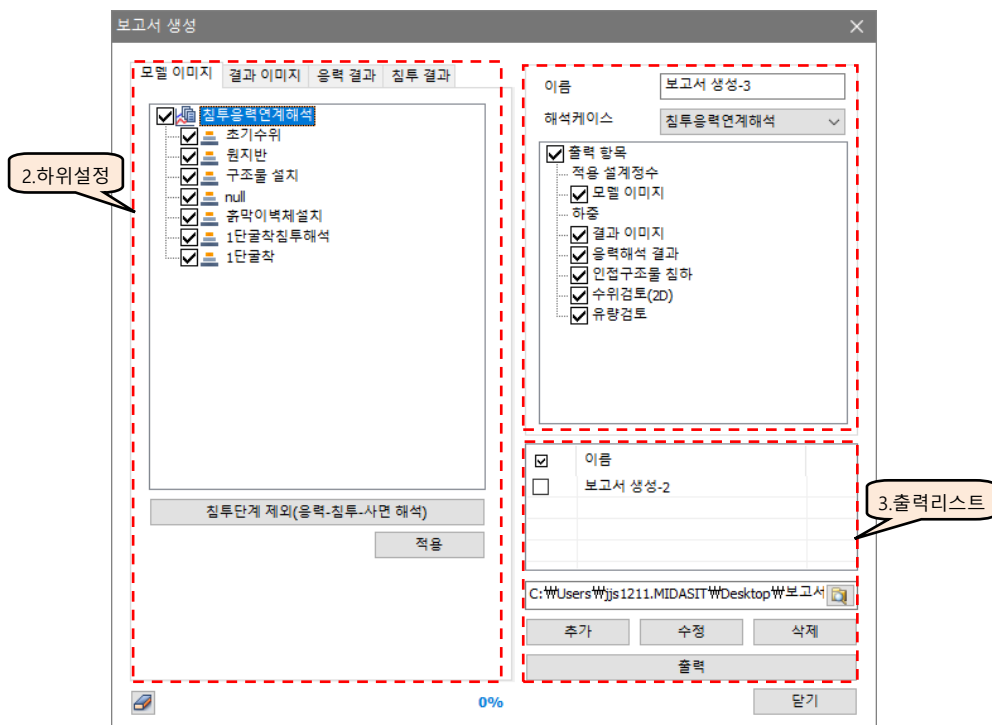 보고서 생성
모델 이미지 결과 이미지 응력 결과 침투 결과
침투응력연계해석
초기수위
원지반
구조물 설치
null
흙막이벽체설치
1단굴착침투해석
1단굴착
침투단계 제외(응력-침투-사면 해석)
적용
2.하위설정
이름 보고서 생성-3
해석케이스 침투응력연계해석
출력 항목
적용 설계정수
모델 이미지
하중
결과 이미지
응력해석 결과
인접구조물 침하
수위검토(2D)
유량검토
이름
보고서 생성-2
3.출력리스트
C:₩Users₩jjs1211.MIDASIT₩Desktop₩보고서
추가 수정 삭제
출력
0%
닫기